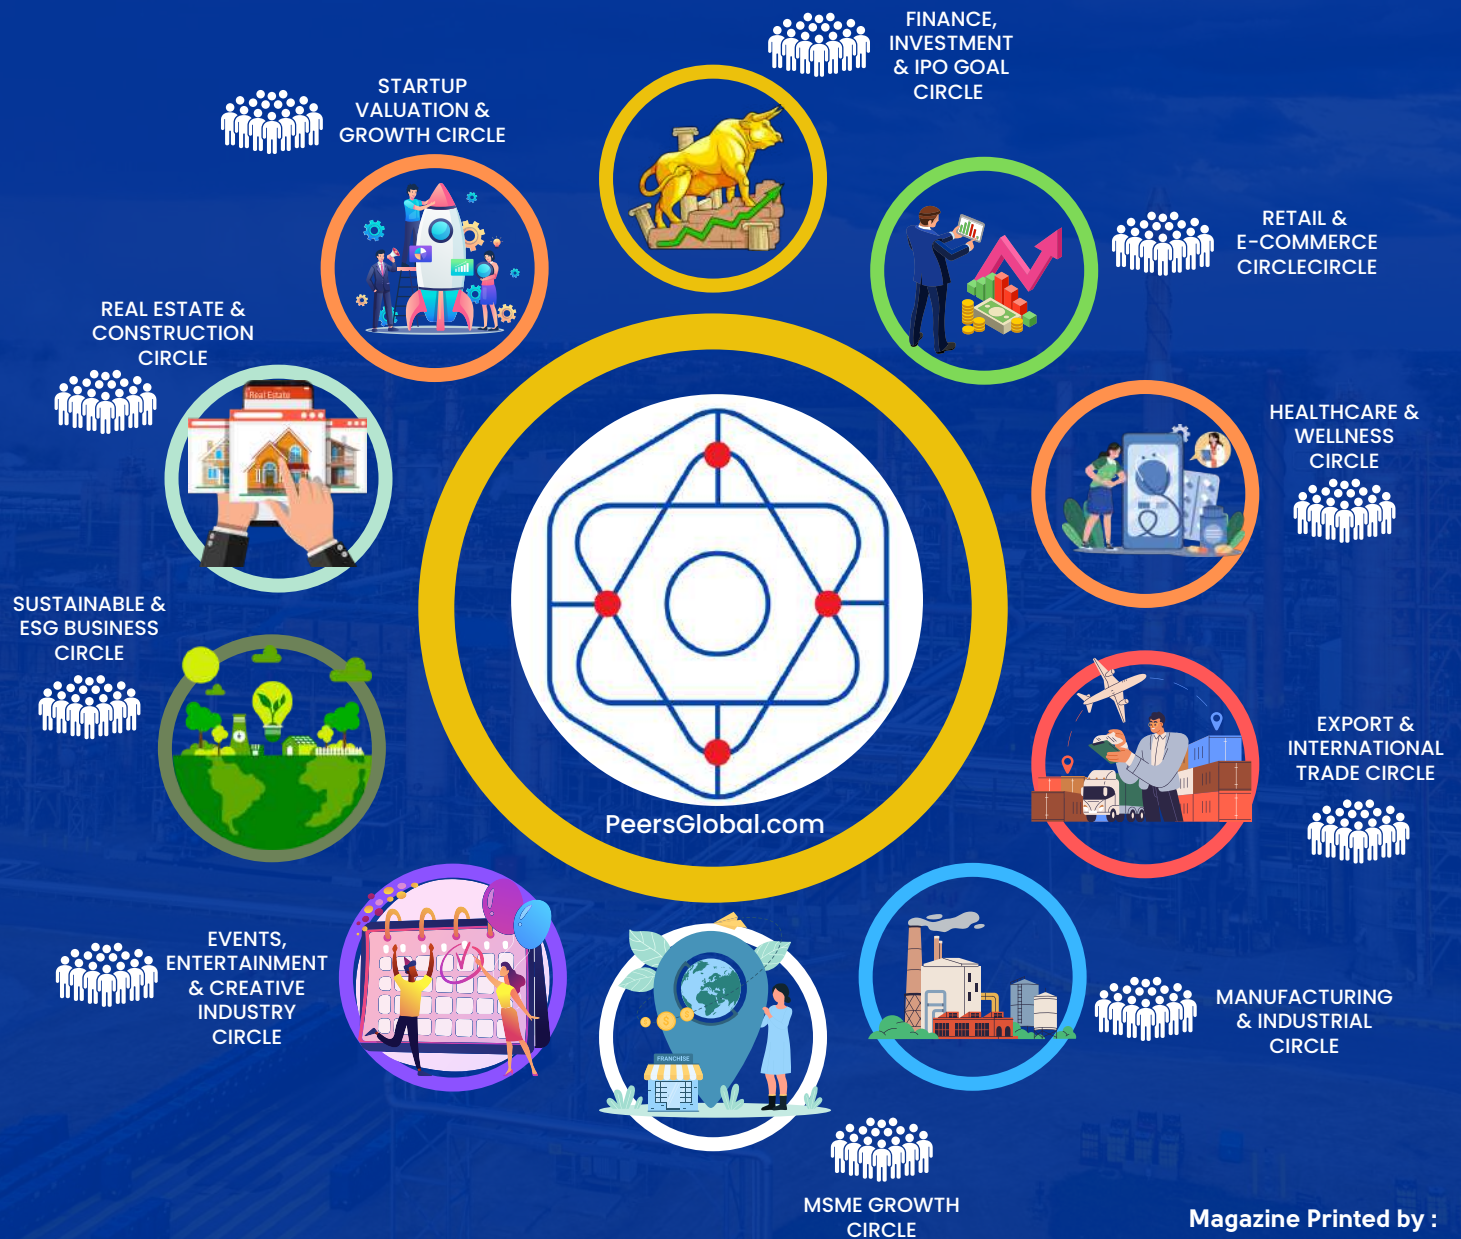 FINANCE,
INVESTMENT
& IPO GOAL
CIRCLE
STARTUP
VALUATION &
GROWTH CIRCLE
RETAIL &
E-COMMERCE
CIRCLECIRCLE
REAL ESTATE &
CONSTRUCTION
CIRCLE
Real Estate
HEALTHCARE &
WELLNESS
CIRCLE
SUSTAINABLE &
ESG BUSINESS
CIRCLE
EXPORT &
INTERNATIONAL
TRADE CIRCLE
PeersGlobal.com
EVENTS,
ENTERTAINMENT
& CREATIVE
INDUSTRY
CIRCLE
MANUFACTURING
& INDUSTRIAL
CIRCLE
FRANCHISE
MSME GROWTH
CIRCLE
Magazine Printed by :